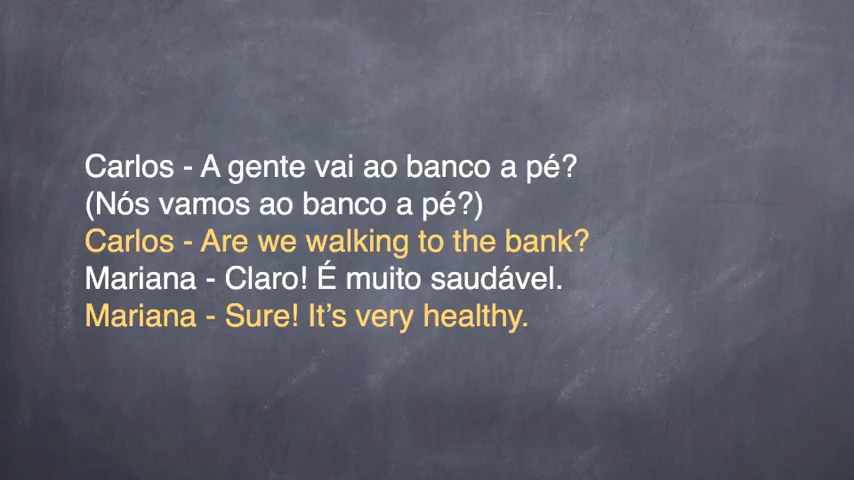 Carlos - A gente vai ao banco a pé?
(Nós vamos ao banco a pé?)
Carlos - Are we walking to the bank?
Mariana - Claro! É muito saudável.
Mariana - Sure! It’s very healthy.